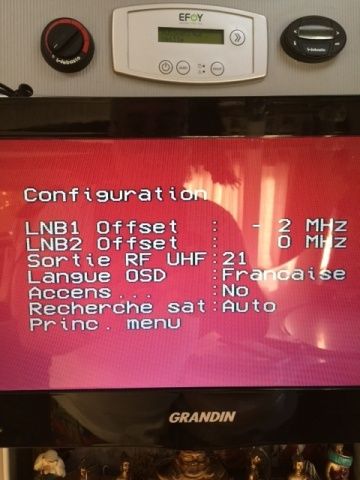 EFOY
Configuration
LNB1 Offset : - 2 MHz
LNB2 Offset : 0 MHz
Sortie RF UHF:21
Langue OSD :Francaise
Accens... :No
Recherche sat:Auto
Princ. menu
GRANDIN